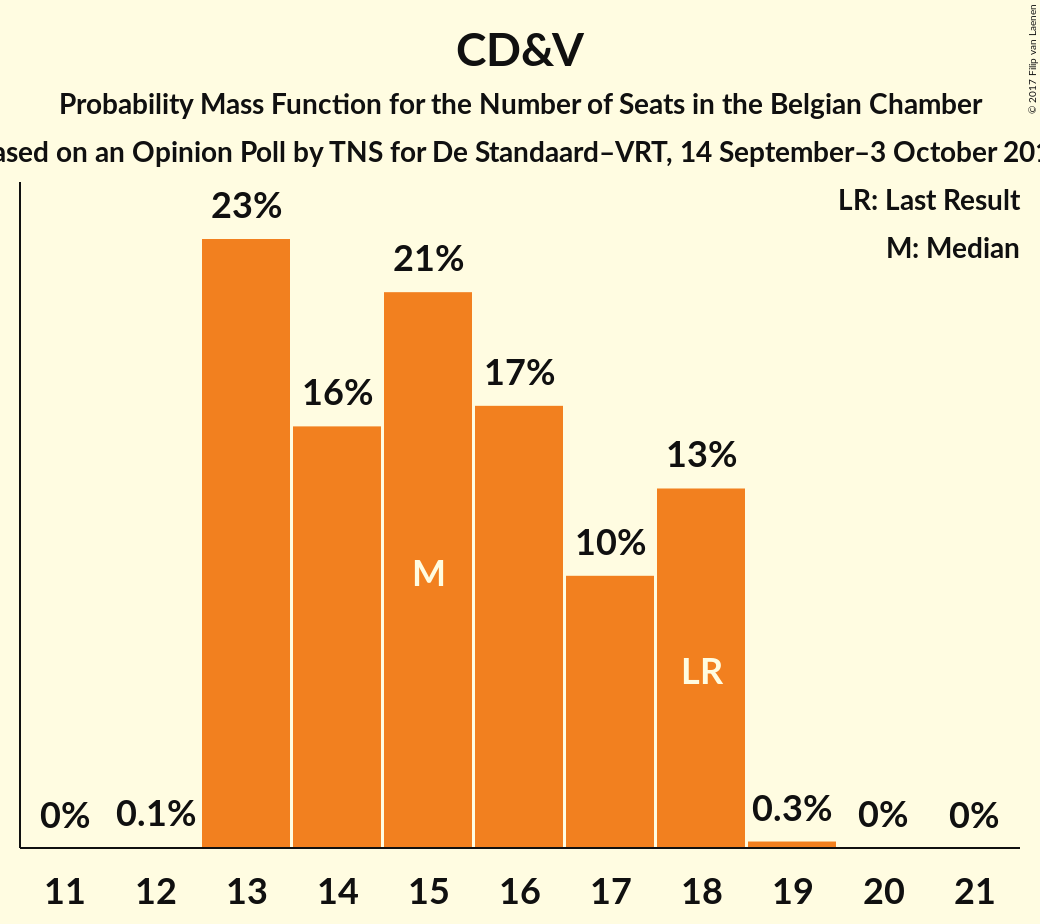 CD&V
Probability Mass Function for the Number of Seats in the Belgian Chamber
on an Opinion Poll by TNS for De Standaard–VRT, 14 September–3 October
LR: Last Result
M: Median
23%
16%
21%
17%
10%
13%
0%
0.1%
0.3%
0%
0%
M
LR
11 12 13 14 15 16 17 18 19 20 21
© 2017 Filip van Laenen